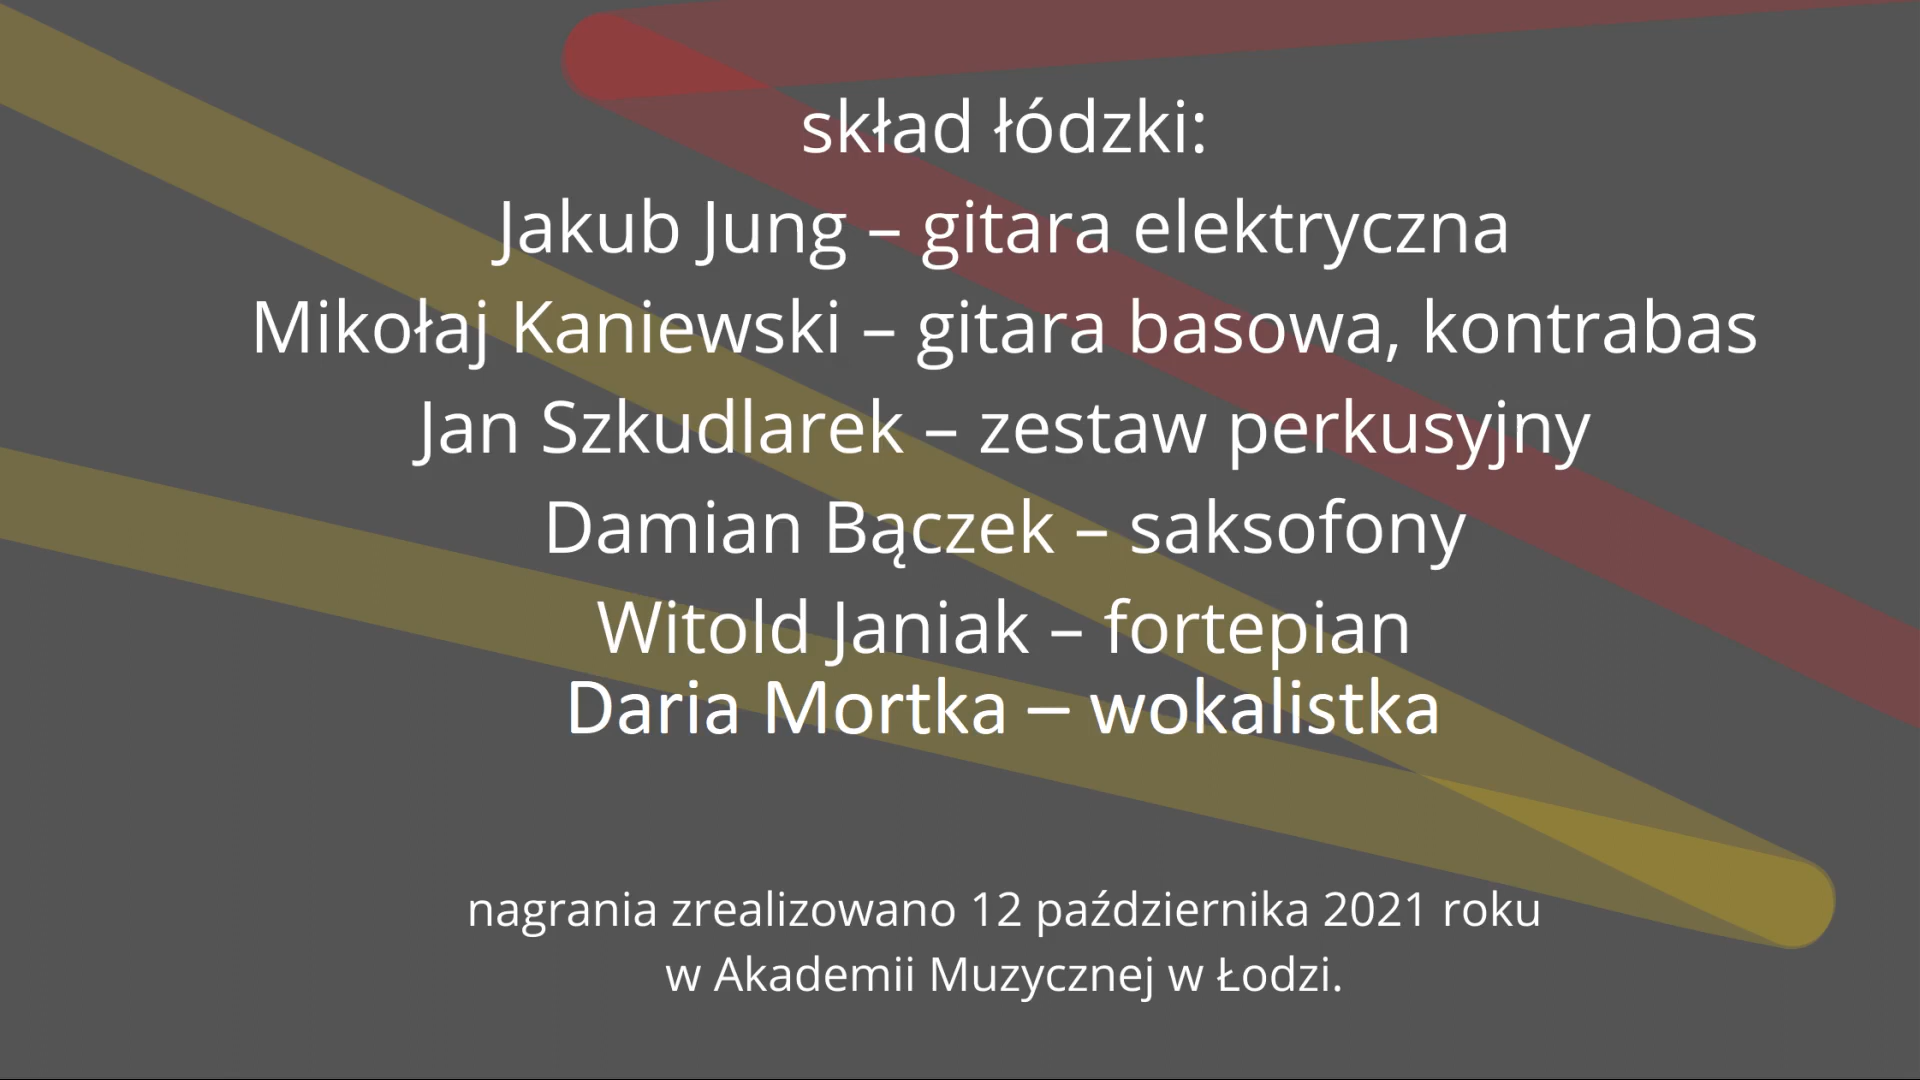 skład łódzki:
Jakub Jung – gitara elektryczna
Mikołaj Kaniewski – gitara basowa, kontrabas
Jan Szkudlarek – zestaw perkusyjny
Damian Bączek – saksofony
Witold Janiak – fortepian
Daria Mortka – wokalistka
nagrania zrealizowano 12 października 2021 roku
w Akademii Muzycznej w Łodzi.